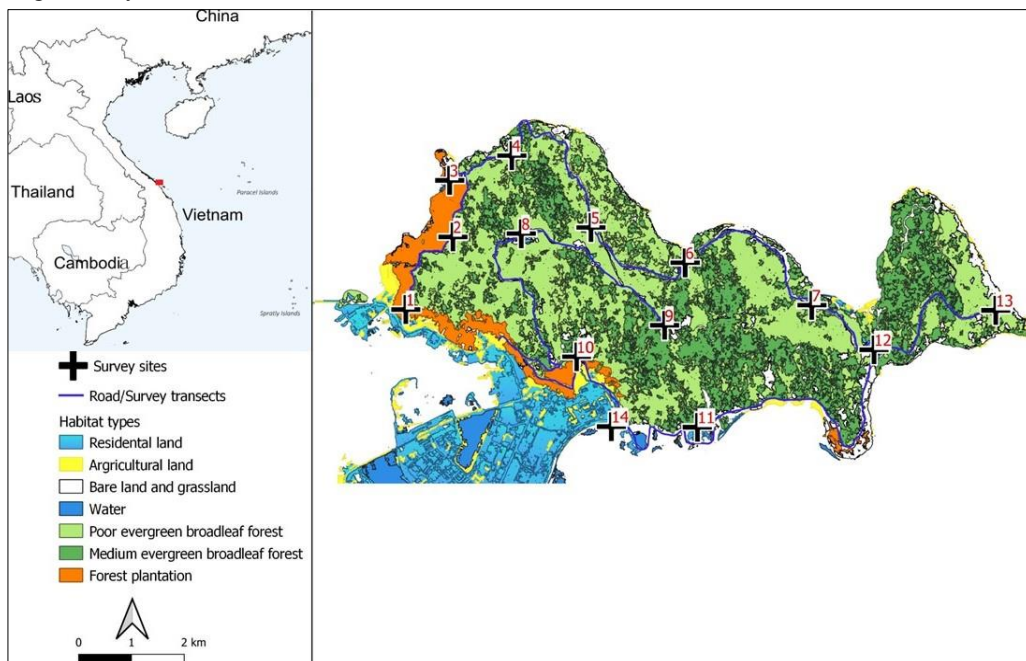 China
Laos
Thailand
Vietnam
Cambodia
Paracel Islands
Spratly Islands
Survey sites
Road/Survey transects
Habitat types
Residental land
Argricultural land
Bare land and grassland
Water
Poor evergreen broadleaf forest
Medium evergreen broadleaf forest
Forest plantation
0 1 2 km
4
3
2
8
5
6
1
9
7
13
10
12
14
11